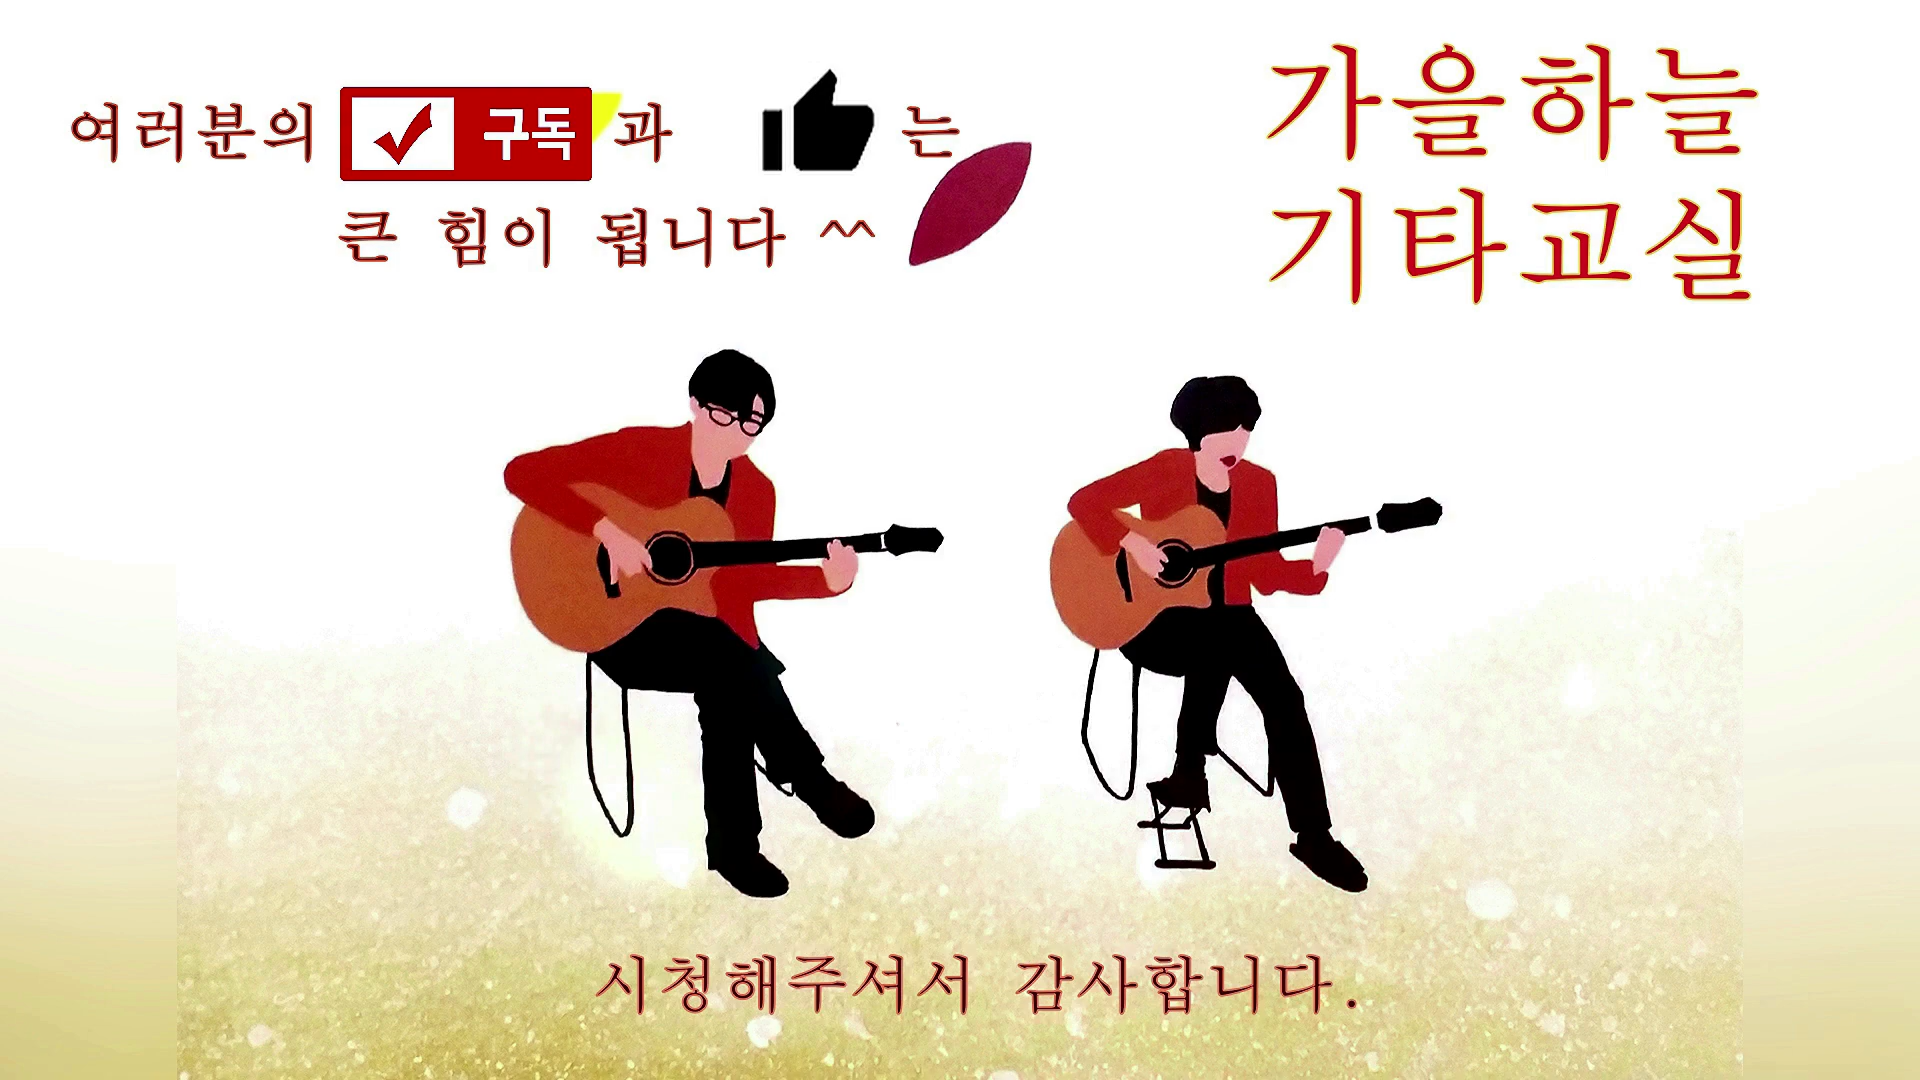 여러분의 구독과 는
큰 힘이 됩니다 ^^
가을하늘
기타교실
시청해주셔서 감사합니다.